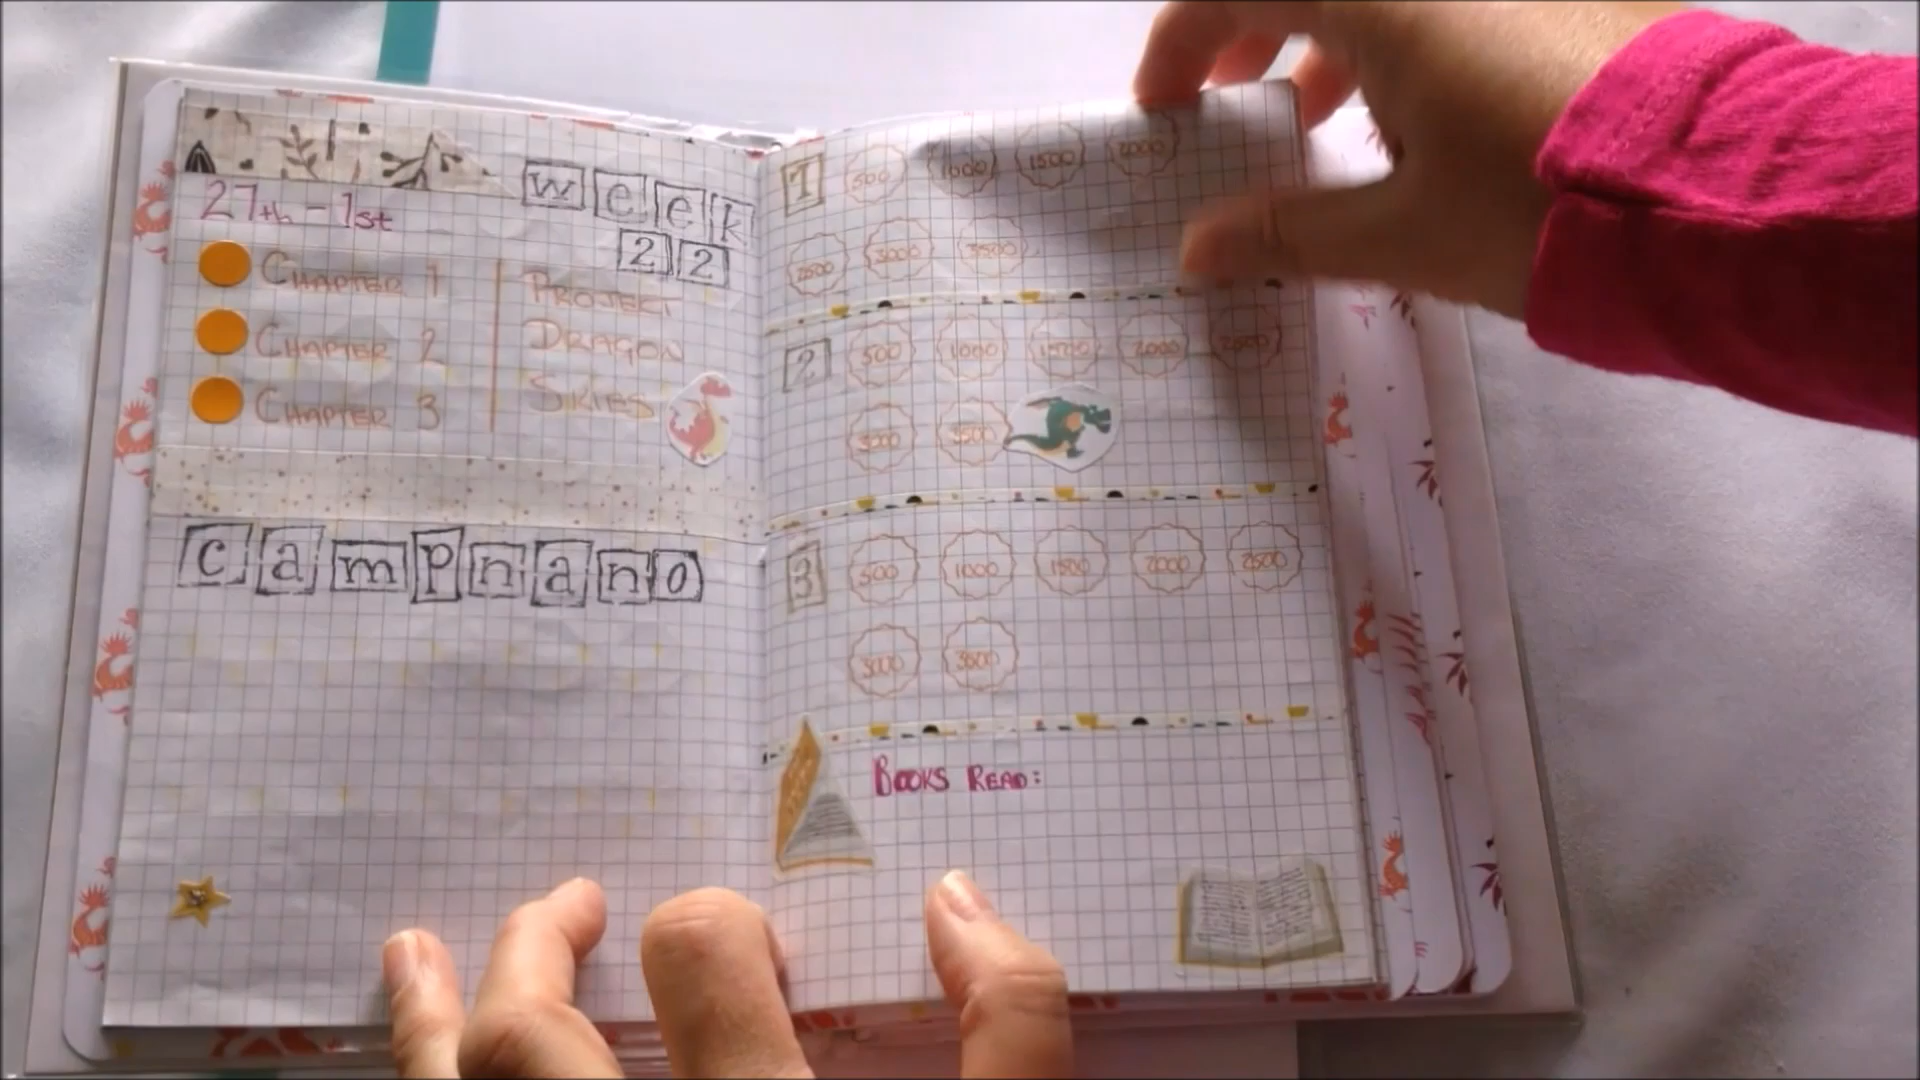 week
22
27th - 1st
Chapter 1
Chapter 2
Chapter 3
Project
Dragon
Skies
campnano
1
500
1000
1500
2000
2500
3000
3500
2
500
1000
1500
2000
2500
3000
3500
3
500
1000
1500
2000
2500
3000
3500
Books Read: